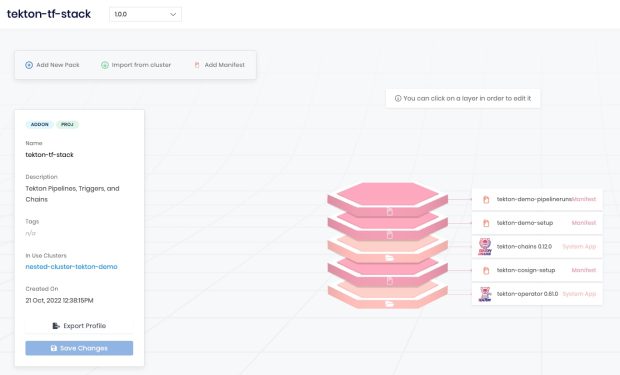 tekton-tf-stack
1.0.0
Add New Pack
Import from cluster
Add Manifest
You can click on a layer in order to edit it
ADDON
PROJ
Name
tekton-tf-stack
Description
Tekton Pipelines, Triggers, and
Chains
Tags
n/a
In Use Clusters
nested-cluster-tekton-demo
Created On
21 Oct, 2022 12:38:15PM
Export Profile
Save Changes
tekton-demo-pipelineruns Manifest
tekton-demo-setup Manifest
tekton-chains 0.12.0 System App
tekton-cosign-setup Manifest
tekton-operator 0.61.0 System App